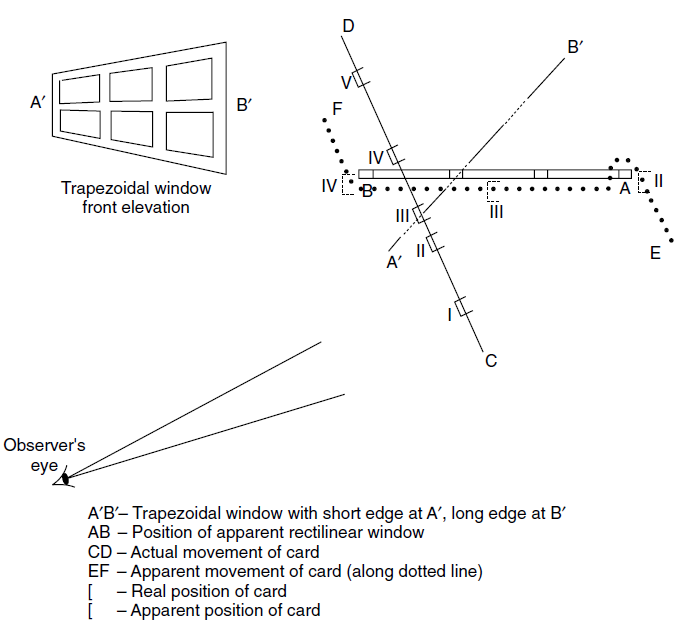 D
B′
A′
B′
F
V
IV
IV
B
A
II
III
III
E
Trapezoidal window
front elevation
A′
II
I
C
Observer's
eye
A′B′– Trapezoidal window with short edge at A′, long edge at B′
AB – Position of apparent rectilinear window
CD – Actual movement of card
EF – Apparent movement of card (along dotted line)
[ – Real position of card
[ – Apparent position of card